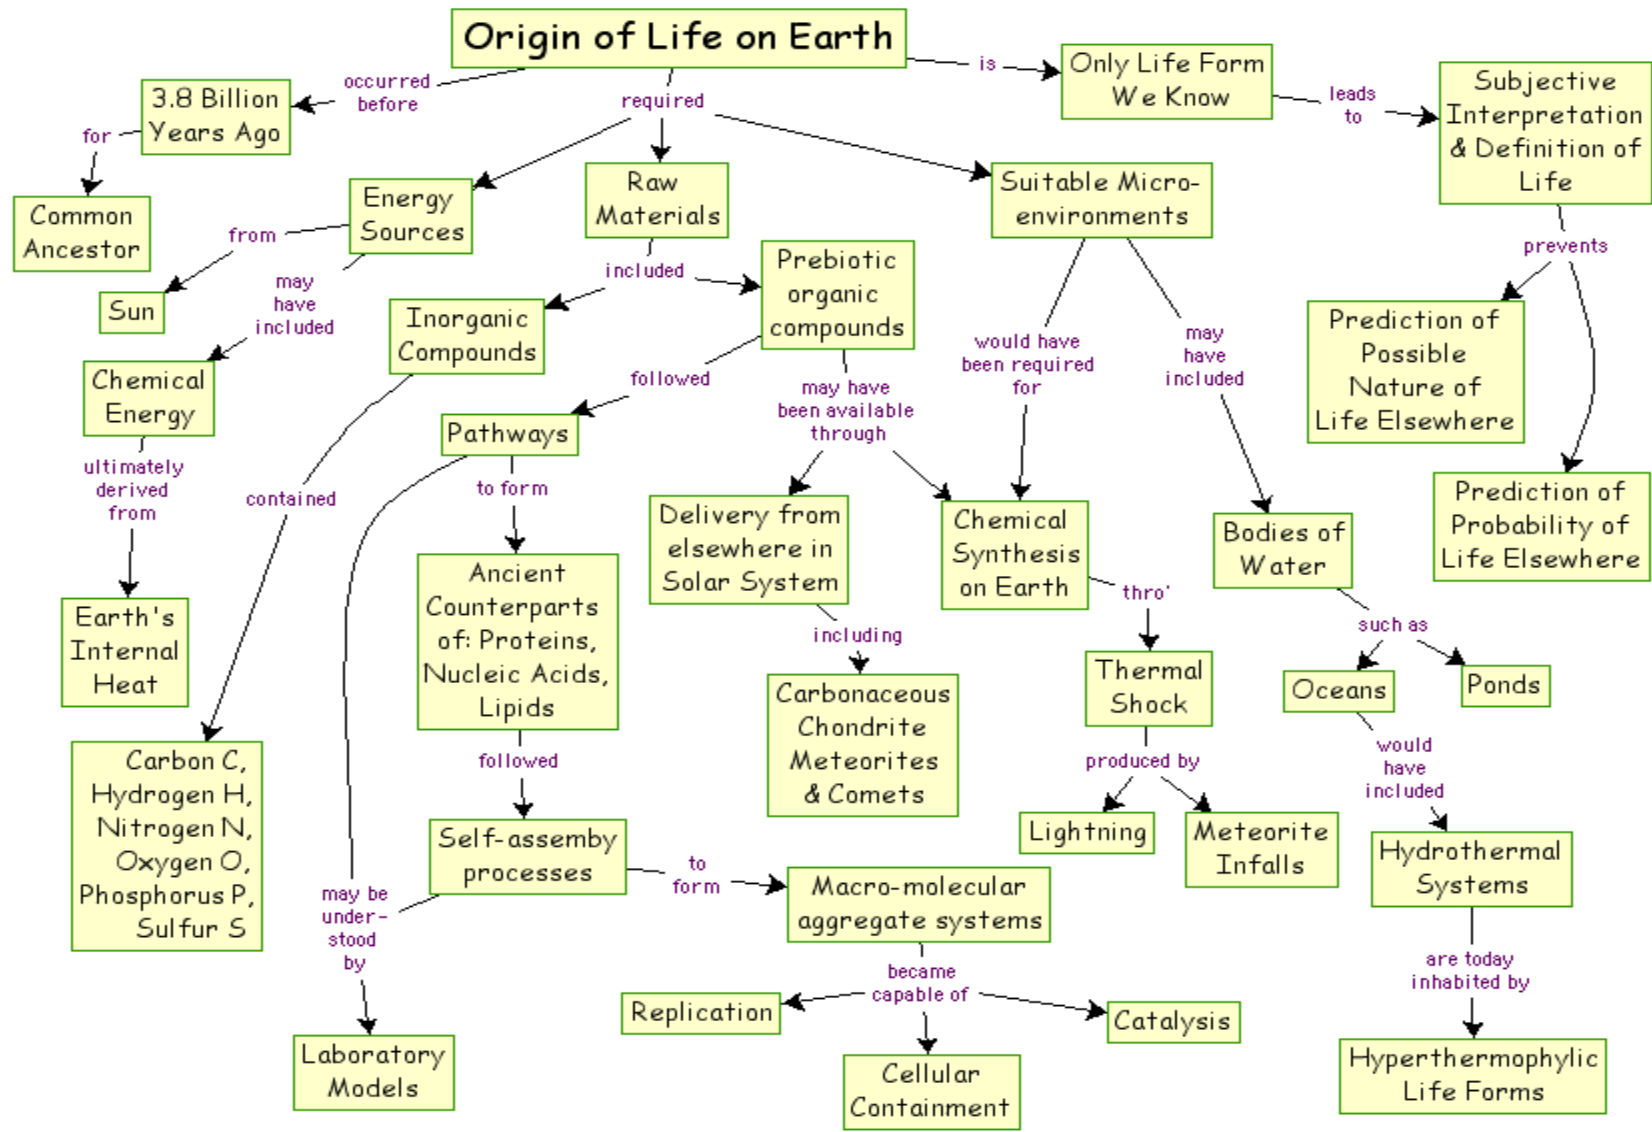 Origin of Life on Earth
is
Only Life Form
We Know
leads
to
Subjective
Interpretation
& Definition of
Life
prevents
Prediction of
Possible
Nature of
Life Elsewhere
Prediction of
Probability of
Life Elsewhere
occurred
before
3.8 Billion
Years Ago
for
Common
Ancestor
required
Energy
Sources
from
Sun
may
have
included
Chemical
Energy
ultimately
derived
from
Earth's
Internal
Heat
Raw
Materials
included
Inorganic
Compounds
contained
Carbon C,
Hydrogen H,
Nitrogen N,
Oxygen O,
Phosphorus P,
Sulfur S
Prebiotic
organic
compounds
followed
Pathways
to form
Ancient
Counterparts
of: Proteins,
Nucleic Acids,
Lipids
followed
Self-assemby
processes
may be
under-
stood
by
Laboratory
Models
to
form
Macro-molecular
aggregate systems
became
capable of
Replication
Cellular
Containment
Catalysis
may have
been available
through
Delivery from
elsewhere in
Solar System
including
Carbonaceous
Chondrite
Meteorites
& Comets
Suitable Micro-
environments
would have
been required
for
Chemical
Synthesis
on Earth
thro'
Thermal
Shock
produced by
Lightning
Meteorite
Infalls
may
have
included
Bodies of
Water
such as
Oceans
Ponds
would
have
included
Hydrothermal
Systems
are today
inhabited by
Hyperthermophylic
Life Forms